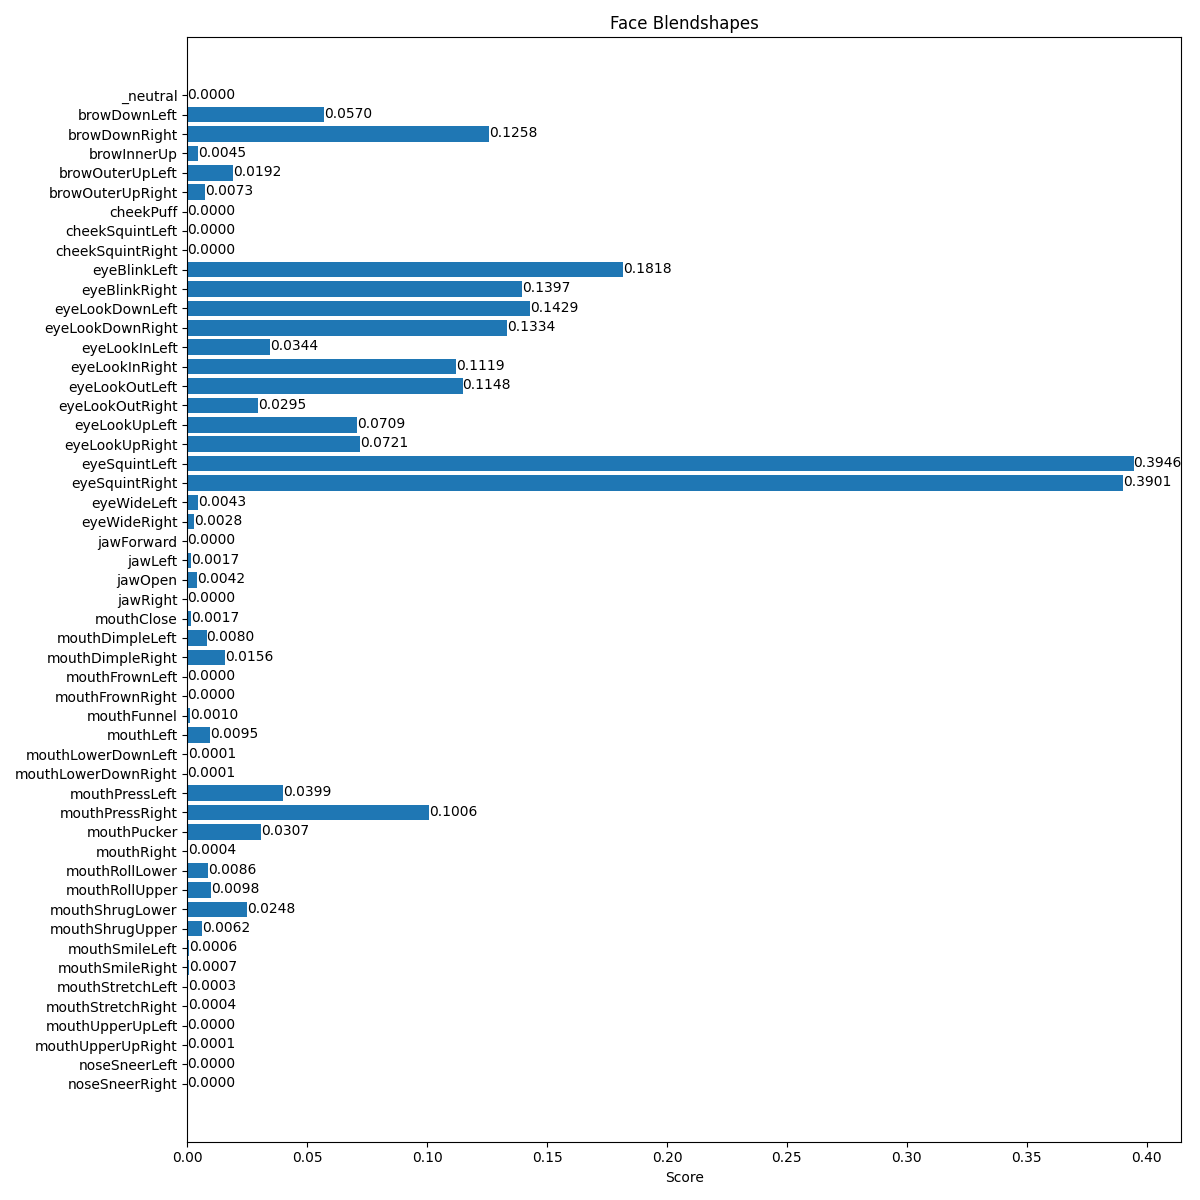 Face Blendshapes
_neutral 0.0000
browDownLeft 0.0570
browDownRight 0.1258
browInnerUp 0.0045
browOuterUpLeft 0.0192
browOuterUpRight 0.0073
cheekPuff 0.0000
cheekSquintLeft 0.0000
cheekSquintRight 0.0000
eyeBlinkLeft 0.1818
eyeBlinkRight 0.1397
eyeLookDownLeft 0.1429
eyeLookDownRight 0.1334
eyeLookInLeft 0.0344
eyeLookInRight 0.1119
eyeLookOutLeft 0.1148
eyeLookOutRight 0.0295
eyeLookUpLeft 0.0709
eyeLookUpRight 0.0721
eyeSquintLeft 0.3946
eyeSquintRight 0.3901
eyeWideLeft 0.0043
eyeWideRight 0.0028
jawForward 0.0000
jawLeft 0.0017
jawOpen 0.0042
jawRight 0.0000
mouthClose 0.0017
mouthDimpleLeft 0.0080
mouthDimpleRight 0.0156
mouthFrownLeft 0.0000
mouthFrownRight 0.0000
mouthFunnel 0.0010
mouthLeft 0.0095
mouthLowerDownLeft 0.0001
mouthLowerDownRight 0.0001
mouthPressLeft 0.0399
mouthPressRight 0.1006
mouthPucker 0.0307
mouthRight 0.0004
mouthRollLower 0.0086
mouthRollUpper 0.0098
mouthShrugLower 0.0248
mouthShrugUpper 0.0062
mouthSmileLeft 0.0006
mouthSmileRight 0.0007
mouthStretchLeft 0.0003
mouthStretchRight 0.0004
mouthUpperUpLeft 0.0000
mouthUpperUpRight 0.0001
noseSneerLeft 0.0000
noseSneerRight 0.0000
0.00 0.05 0.10 0.15 0.20 0.25 0.30 0.35 0.40
Score